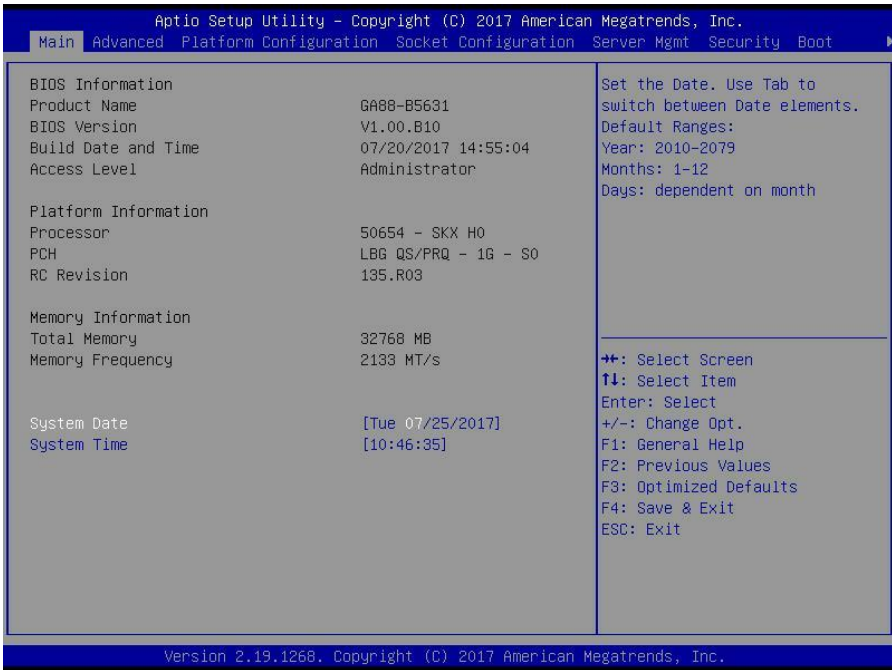 Aptio Setup Utility – Copyright (C) 2017 American Megatrends, Inc.
Main Advanced Platform Configuration Socket Configuration Server Mgmt Security Boot
BIOS Information
Product Name GA88-B5631
BIOS Version V1.00.B10
Build Date and Time 07/20/2017 14:55:04
Access Level Administrator
Platform Information
Processor 50654 – SKX H0
PCH LBG QS/PRQ – 1G – S0
RC Revision 135.R03
Memory Information
Total Memory 32768 MB
Memory Frequency 2133 MT/s
System Date [Tue 07/25/2017]
System Time [10:46:35]
Set the Date. Use Tab to
switch between Date elements.
Default Ranges:
Year: 2010-2079
Months: 1-12
Days: dependent on month
→←: Select Screen
↑↓: Select Item
Enter: Select
+/-: Change Opt.
F1: General Help
F2: Previous Values
F3: Optimized Defaults
F4: Save & Exit
ESC: Exit
Version 2.19.1268. Copyright (C) 2017 American Megatrends, Inc.